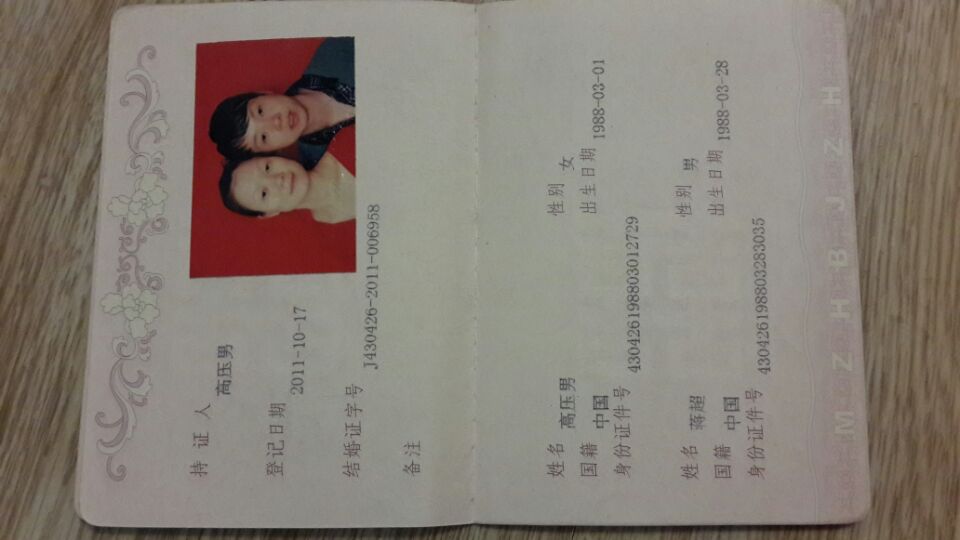 持证人 高压男
登记日期 2011-10-17
结婚证字号 J430426-2011-006958
备注
姓名 高压男 性别 女
国籍 中国 出生日期 1988-03-01
身份证件号 430426198803012729
姓名 蒋超 性别 男
国籍 中国 出生日期 1988-03-28
身份证件号 430426198803283035
M Z H B J Z H